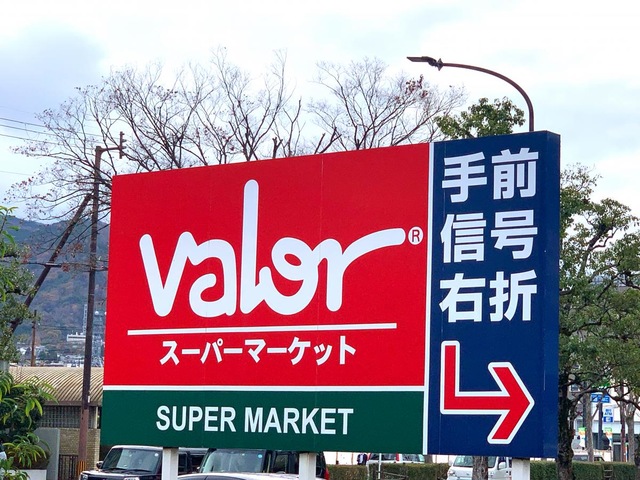 valor®
スーパーマーケット
SUPER MARKET
手前
信号
右折